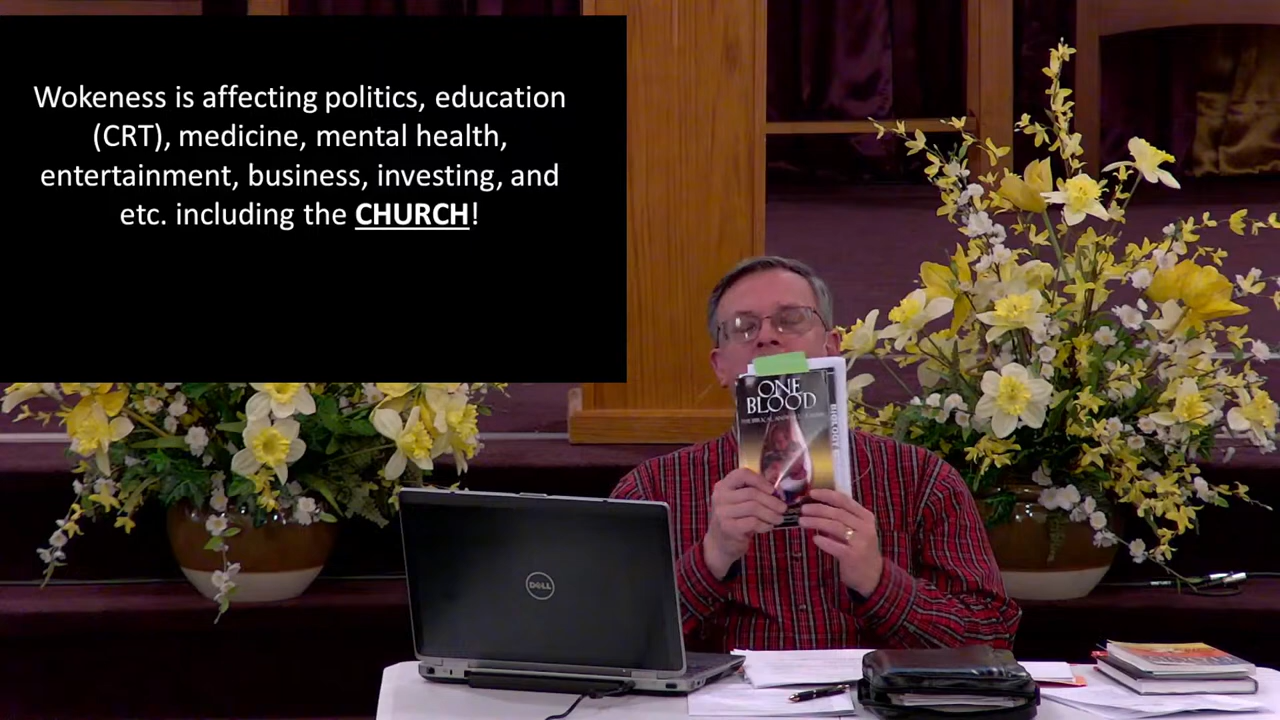 Wokeness is affecting politics, education
(CRT), medicine, mental health,
entertainment, business, investing, and
etc. including the CHURCH!
ONE
BLOOD
BIOLOGY
DELL